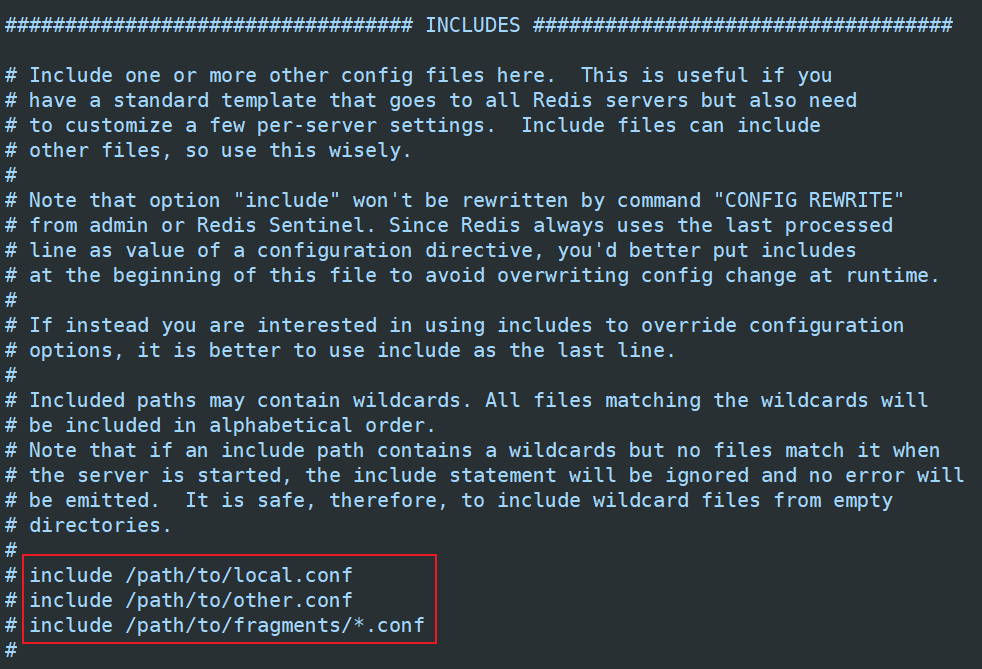 ################################## INCLUDES ###################################
# Include one or more other config files here.  This is useful if you
# have a standard template that goes to all Redis servers but also need
# to customize a few per-server settings.  Include files can include
# other files, so use this wisely.
#
# Note that option "include" won't be rewritten by command "CONFIG REWRITE"
# from admin or Redis Sentinel. Since Redis always uses the last processed
# line as value of a configuration directive, you'd better put includes
# at the beginning of this file to avoid overwriting config change at runtime.
#
# If instead you are interested in using includes to override configuration
# options, it is better to use include as the last line.
#
# Included paths may contain wildcards. All files matching the wildcards will
# be included in alphabetical order.
# Note that if an include path contains a wildcards but no files match it when
# the server is started, the include statement will be ignored and no error will
# be emitted.  It is safe, therefore, to include wildcard files from empty
# directories.
#
# include /path/to/local.conf
# include /path/to/other.conf
# include /path/to/fragments/*.conf
#